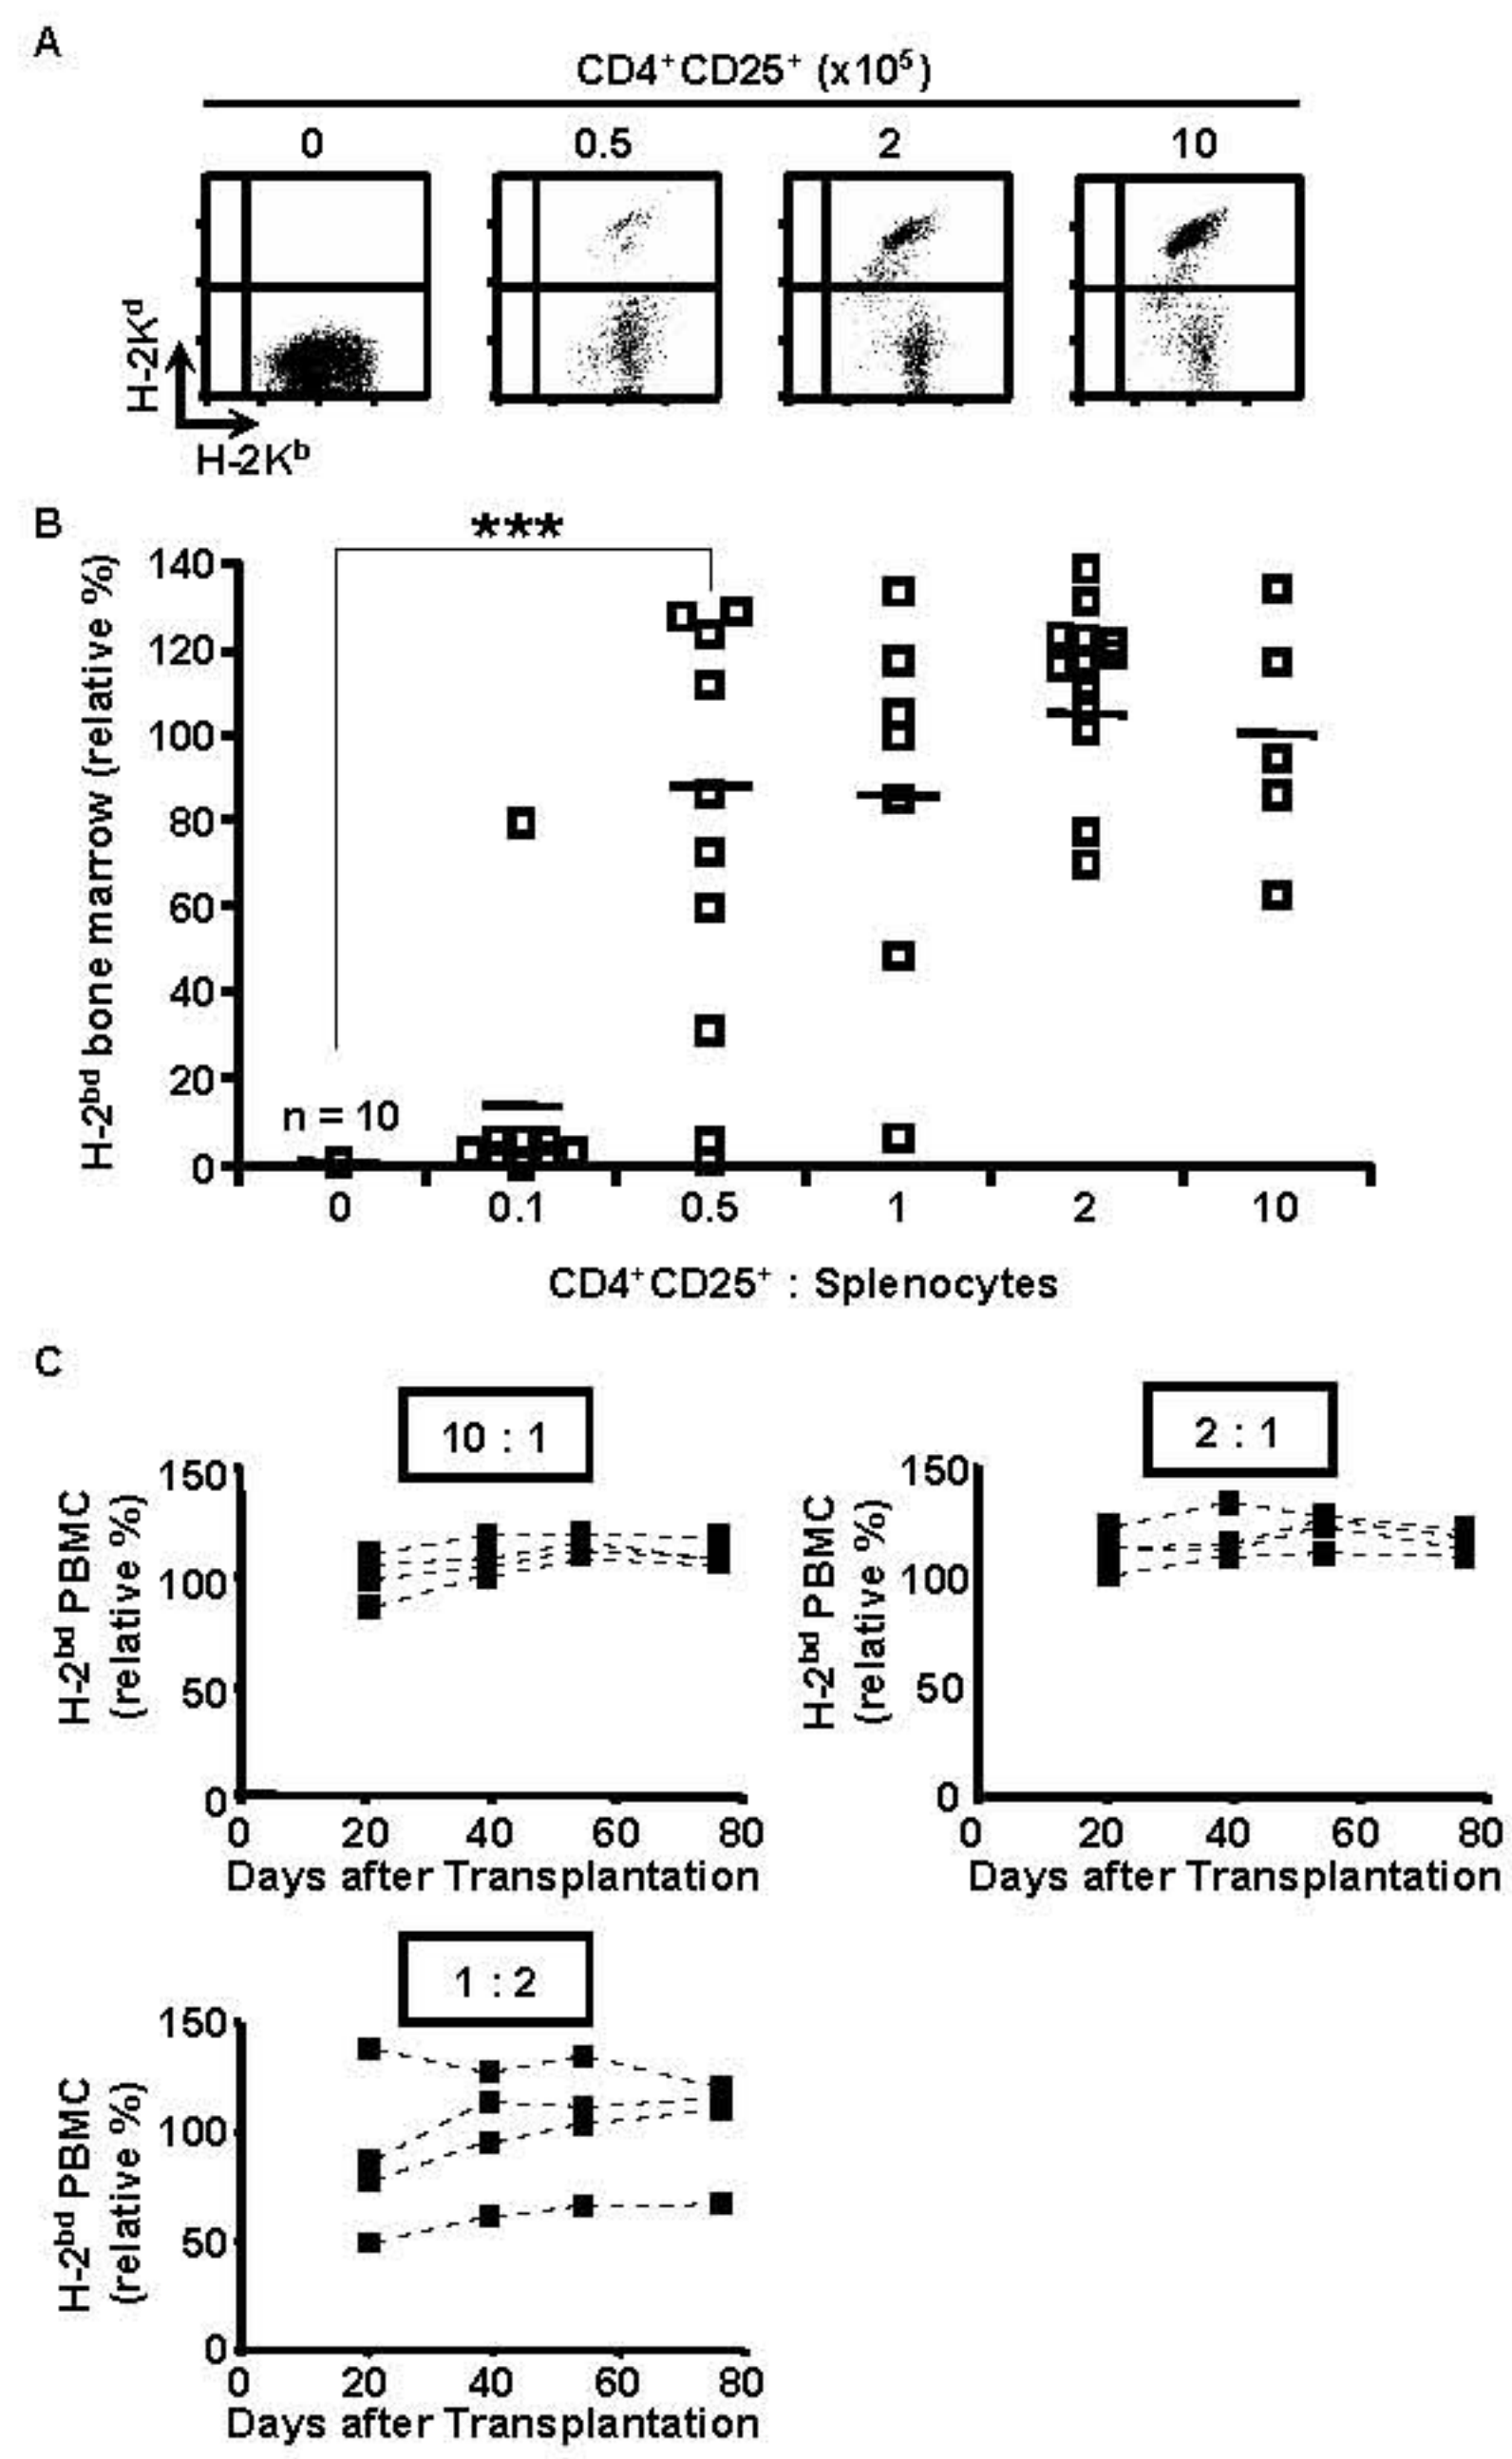 A
CD4⁺CD25⁺ (x10⁵)
0 0.5 2 10
H-2Kᵈ
H-2Kᵇ
B
***
H-2ᵇᵈ bone marrow (relative %)
140
120
100
80
60
40
20
0
n = 10
0 0.1 0.5 1 2 10
CD4⁺CD25⁺ : Splenocytes
C
10 : 1
H-2ᵇᵈ PBMC
(relative %)
150
100
50
0
0 20 40 60 80
Days after Transplantation
2 : 1
H-2ᵇᵈ PBMC
(relative %)
150
100
50
0
0 20 40 60 80
Days after Transplantation
1 : 2
H-2ᵇᵈ PBMC
(relative %)
150
100
50
0
0 20 40 60 80
Days after Transplantation